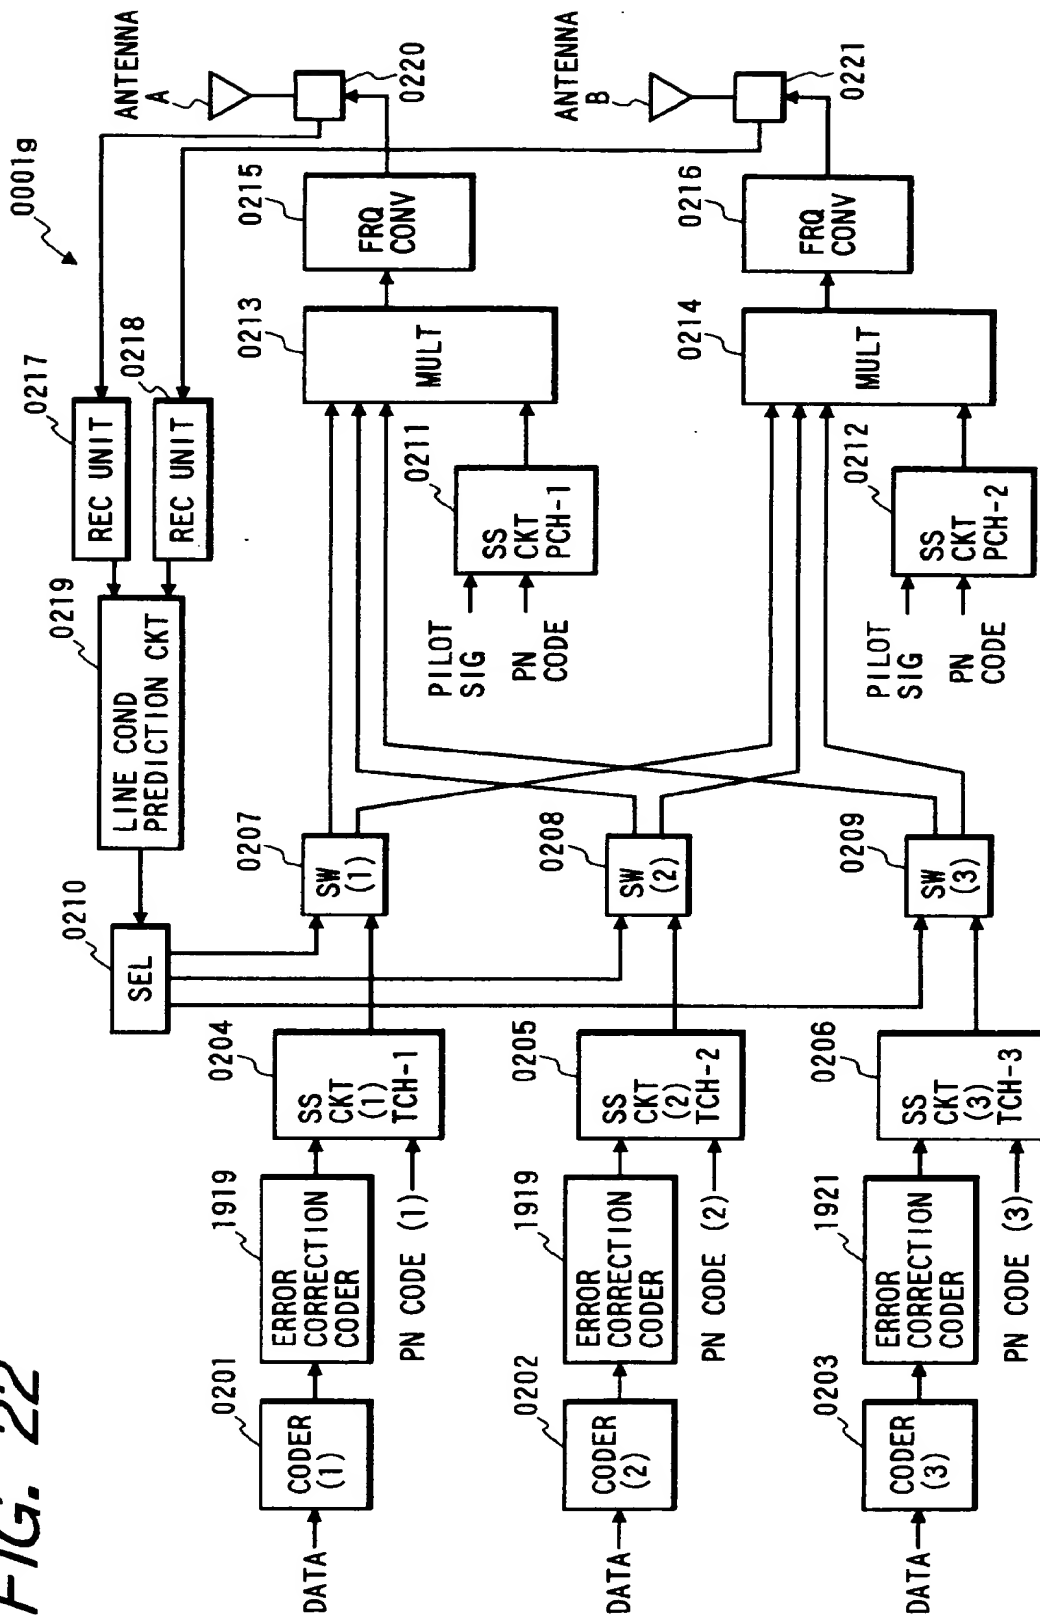 FIG. 22
0001g
ANTENNA
A
0220
ANTENNA
B
0221
0217
REC UNIT
0218
REC UNIT
0219
LINE COND
PREDICTION CKT
0210
SEL
0215
FRQ
CONV
0213
MULT
0211
SS
CKT
PCH-1
PILOT
SIG
PN
CODE
0216
FRQ
CONV
0214
MULT
0212
SS
CKT
PCH-2
PILOT
SIG
PN
CODE
0207
SW
(1)
0208
SW
(2)
0209
SW
(3)
DATA
0201
CODER
(1)
1919
ERROR
CORRECTION
CODER
0204
SS
CKT
(1)
TCH-1
PN CODE (1)
DATA
0202
CODER
(2)
1919
ERROR
CORRECTION
CODER
0205
SS
CKT
(2)
TCH-2
PN CODE (2)
DATA
0203
CODER
(3)
1921
ERROR
CORRECTION
CODER
0206
SS
CKT
(3)
TCH-3
PN CODE (3)